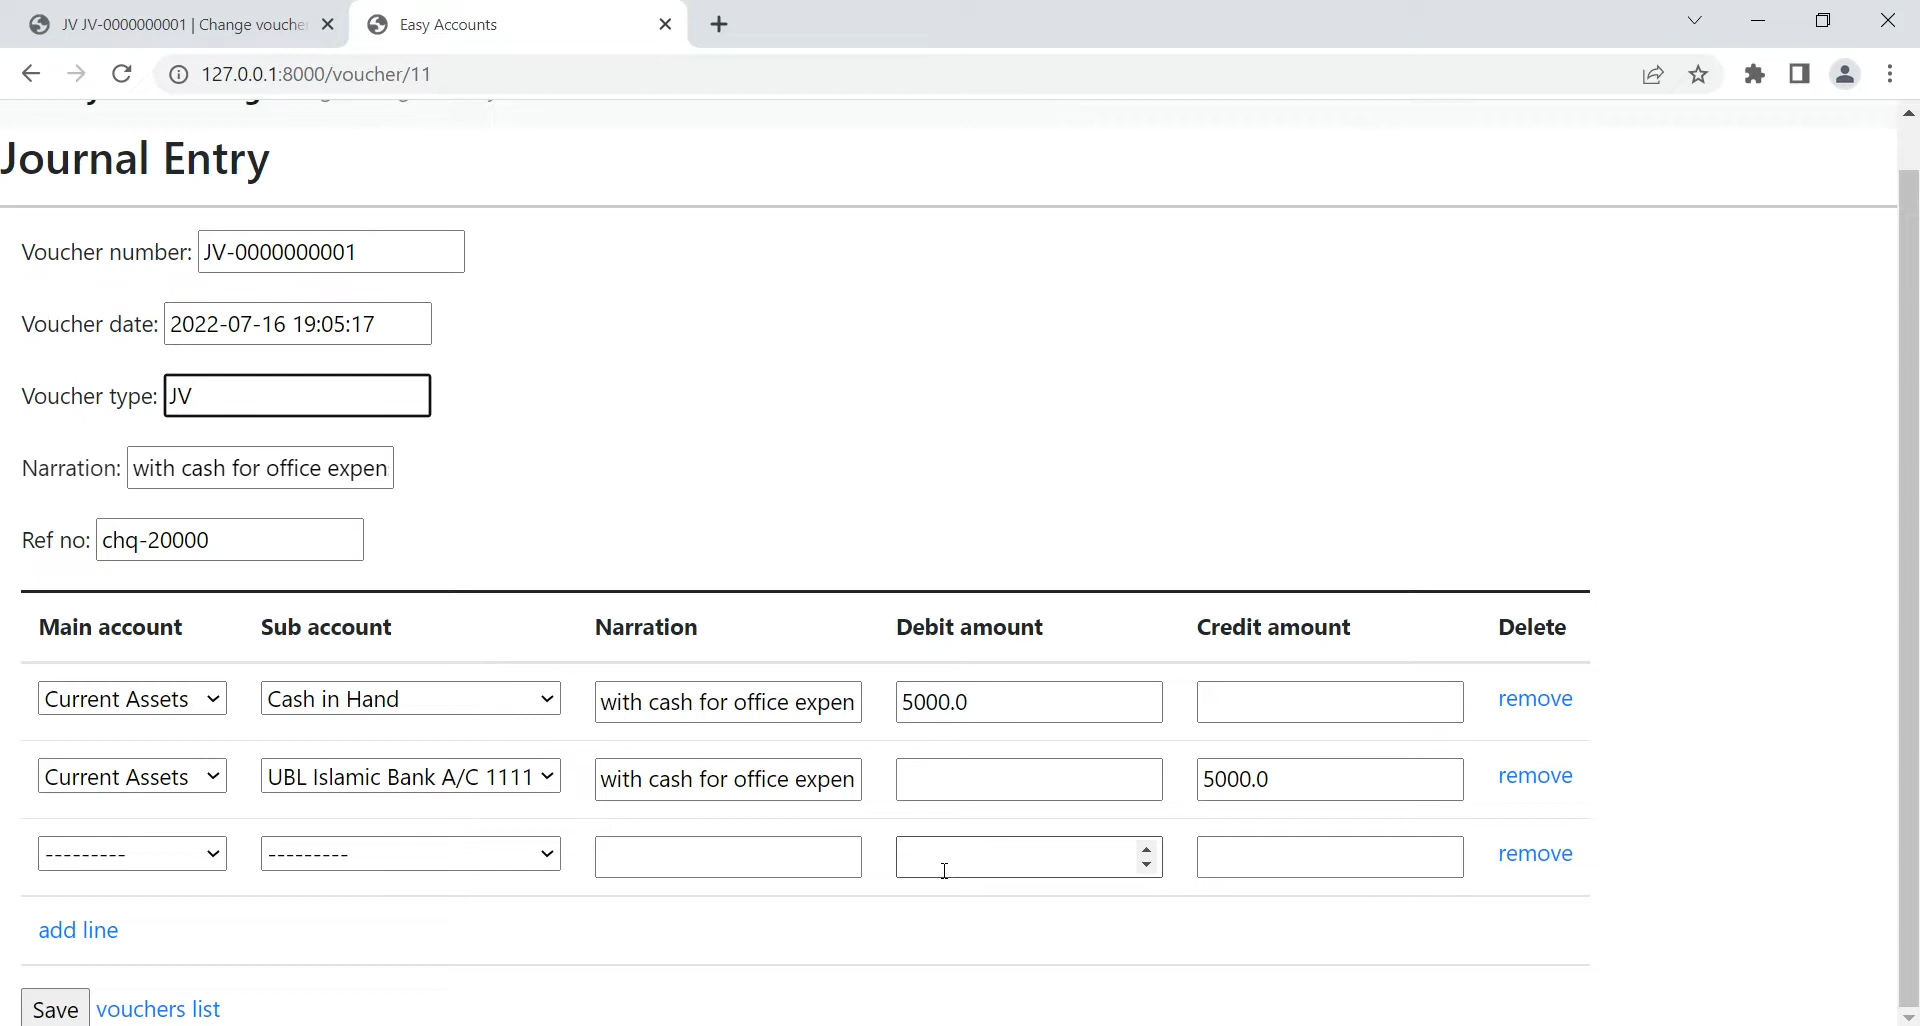 JV JV-0000000001 | Change voucher
Easy Accounts
127.0.0.1:8000/voucher/11
Journal Entry
Voucher number: JV-0000000001
Voucher date: 2022-07-16 19:05:17
Voucher type: JV
Narration: with cash for office expen
Ref no: chq-20000
Main account Sub account Narration Debit amount Credit amount Delete
Current Assets Cash in Hand with cash for office expen 5000.0 remove
Current Assets UBL Islamic Bank A/C 1111 with cash for office expen 5000.0 remove
--------- --------- remove
add line
Save vouchers list